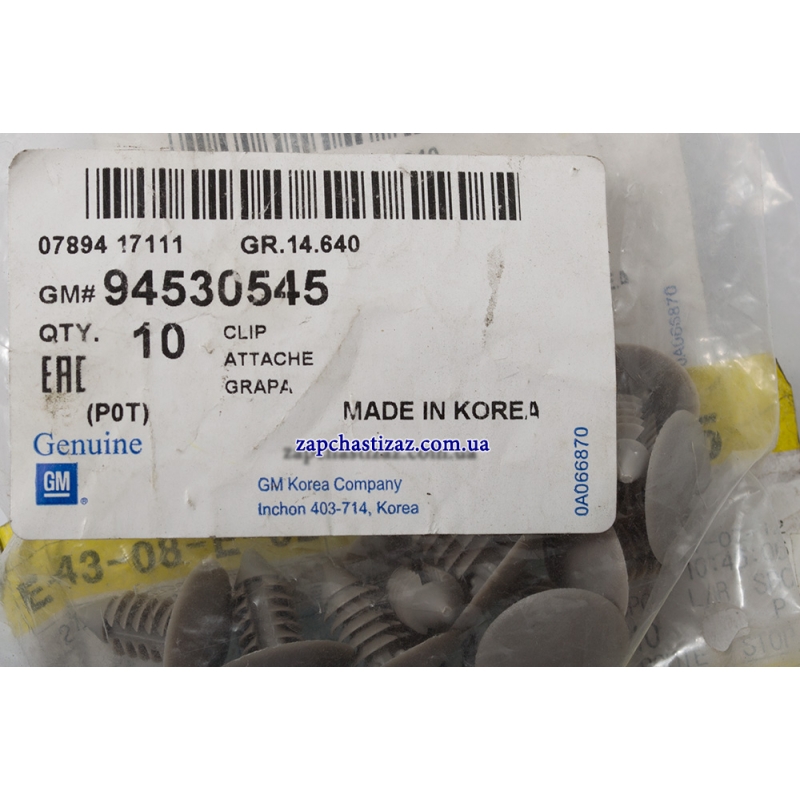 07894 17111 GR.14.640
GM# 94530545
QTY. 10 CLIP
ATTACHE
GRAPA
EAC
(P0T)
MADE IN KOREA
Genuine
zapchastizaz.com.ua
GM
®
GM Korea Company
Inchon 403-714, Korea
0A066870
0A066870
E-43-08-E